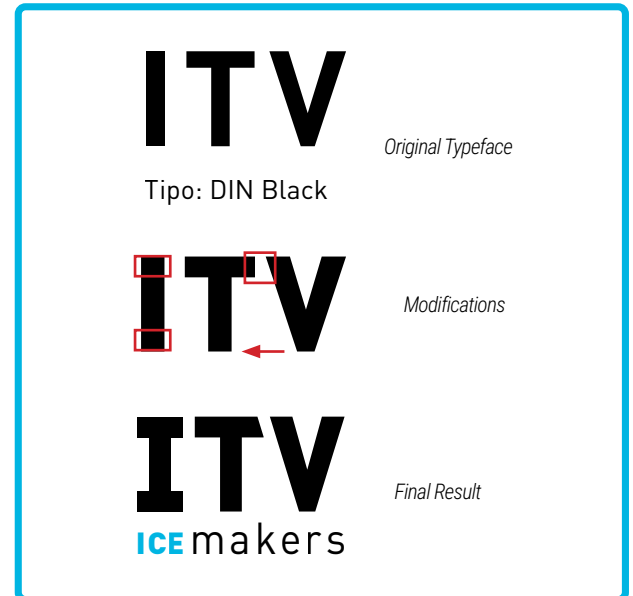 ITV
Original Typeface
Tipo: DIN Black
ITV
Modifications
ITV
Final Result
ICEmakers